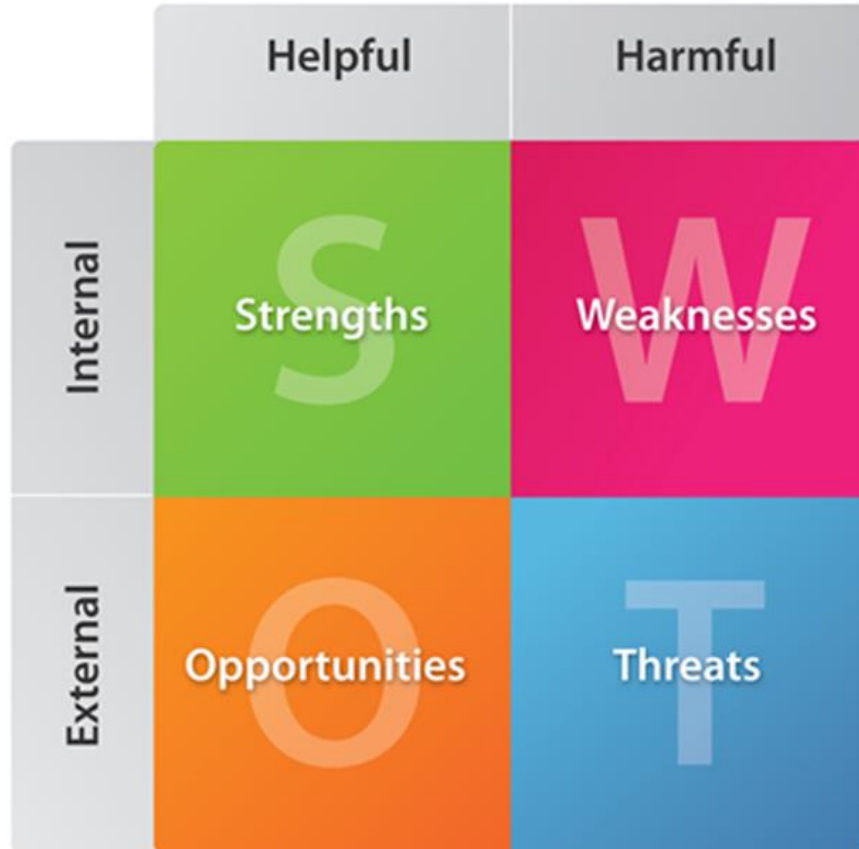 Helpful
Harmful
Internal
S
Strengths
W
Weaknesses
External
O
Opportunities
T
Threats